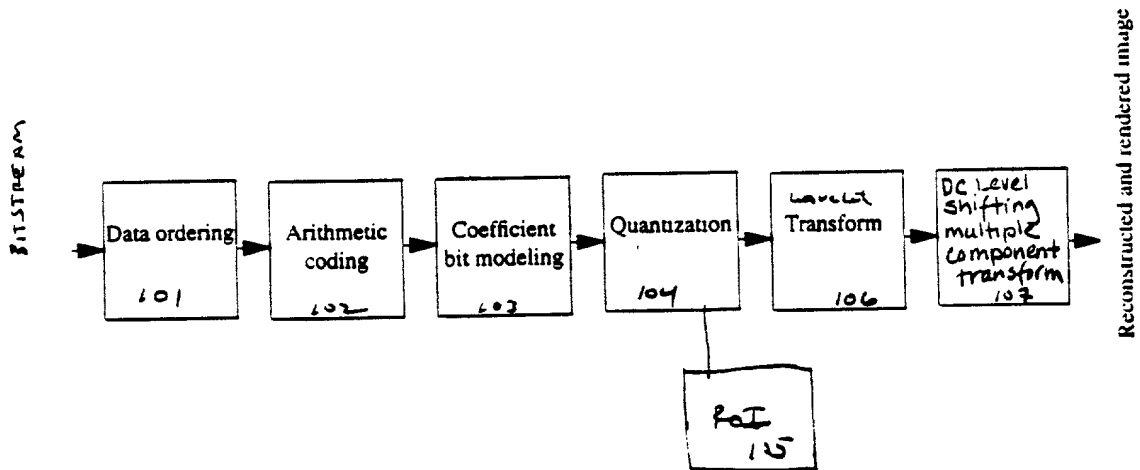 BITSTREAM
Data ordering
101
Arithmetic
coding
102
Coefficient
bit modeling
103
Quantization
104
Wavelet
Transform
106
DC Level
shifting
multiple
component
transform
107
Reconstructed and rendered image
RoI
105